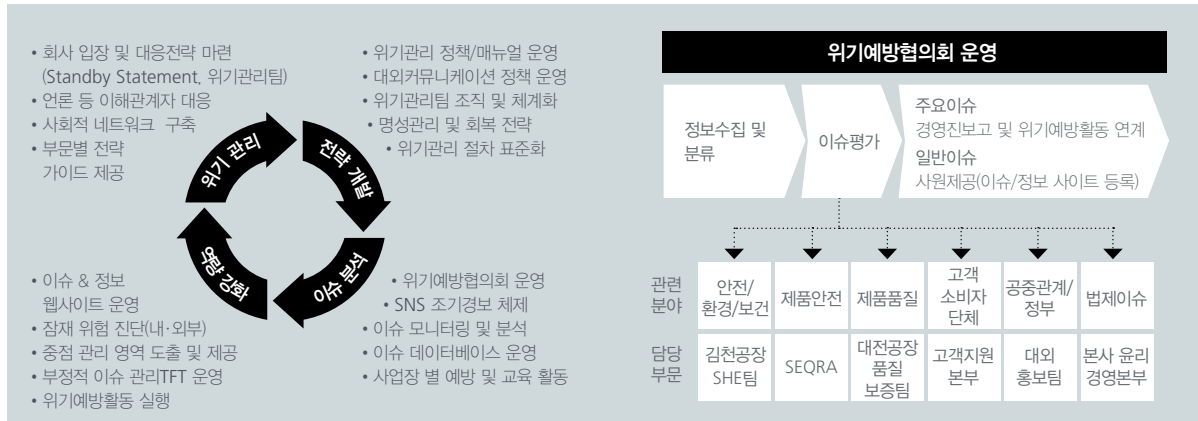 • 회사 입장 및 대응전략 마련
(Standby Statement, 위기관리팀)
• 언론 등 이해관계자 대응
• 사회적 네트워크 구축
• 부문별 전략
가이드 제공
• 위기관리 정책/매뉴얼 운영
• 대외커뮤니케이션 정책 운영
• 위기관리팀 조직 및 체계화
• 명성관리 및 회복 전략
• 위기관리 절차 표준화
위기 관리
전략 개발
역량 강화
이슈 분석
• 이슈 & 정보
웹사이트 운영
• 잠재 위험 진단(내·외부)
• 중점 관리 영역 도출 및 제공
• 부정적 이슈 관리TFT 운영
• 위기예방활동 실행
• 위기예방협의회 운영
• SNS 조기경보 체제
• 이슈 모니터링 및 분석
• 이슈 데이터베이스 운영
• 사업장 별 예방 및 교육 활동
위기예방협의회 운영
정보수집 및
분류
이슈평가
주요이슈
경영진보고 및 위기예방활동 연계
일반이슈
사원제공(이슈/정보 사이트 등록)
관련
분야
안전/
환경/보건
제품안전
제품품질
고객
소비자
단체
공중관계/
정부
법제이슈
담당
부문
김천공장
SHE팀
SEQRA
대전공장
품질
보증팀
고객지원
본부
대외
홍보팀
본사 윤리
경영본부